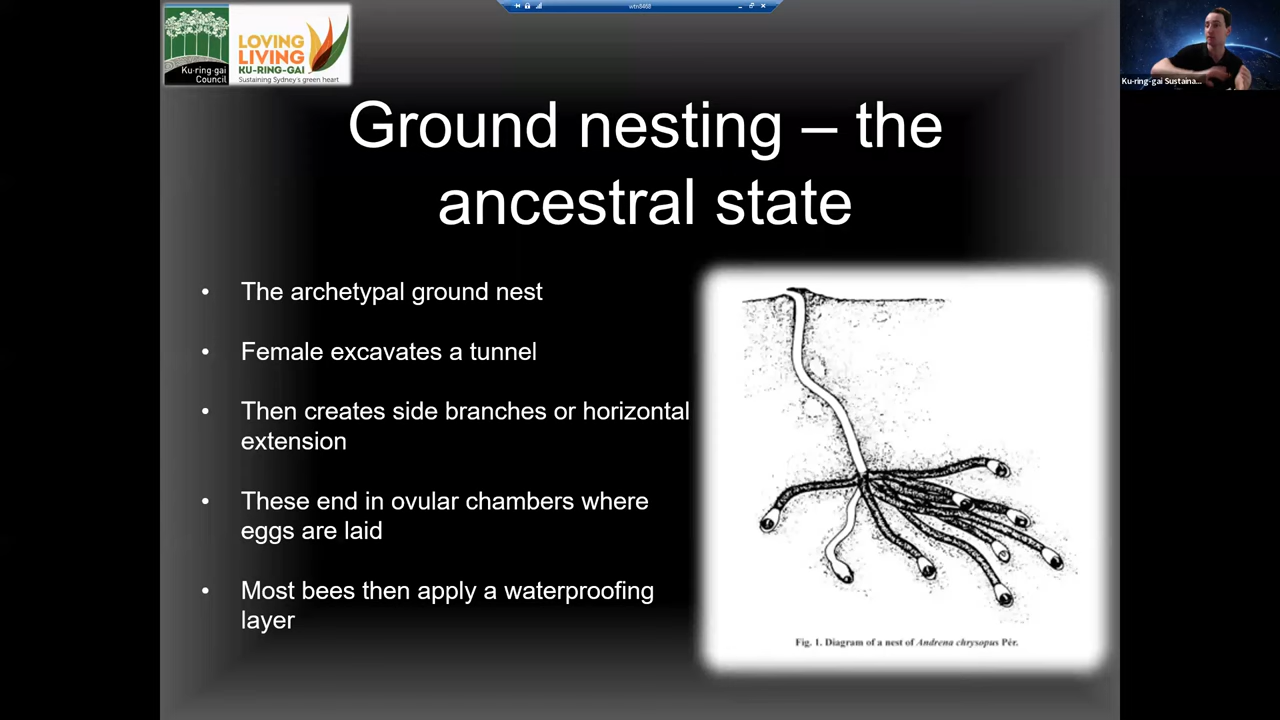 wtn8468
Ku-ring-gai
Council
LOVING
LIVING
KU-RING-GAI
Sustaining Sydney's green heart
Ku-ring-gai Sustaina...
Ground nesting – the
ancestral state
• The archetypal ground nest
• Female excavates a tunnel
• Then creates side branches or horizontal
extension
• These end in ovular chambers where
eggs are laid
• Most bees then apply a waterproofing
layer
Fig. 1. Diagram of a nest of Andrena chrysopus Pér.